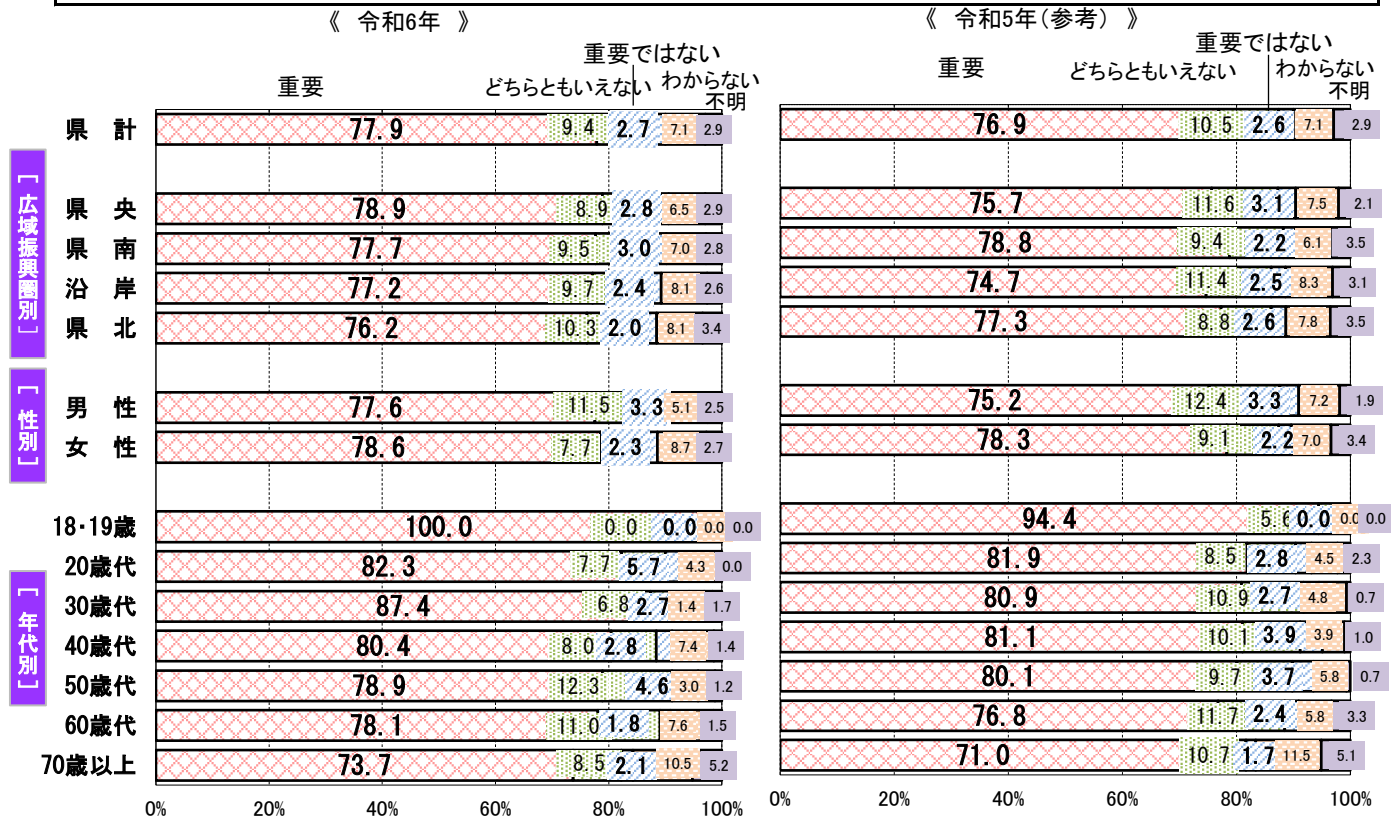 《 令和6年 》
重要 どちらともいえない 重要ではない わからない 不明
県 計 77.9 9.4 2.7 7.1 2.9
[広域振興圏別]
県 央 78.9 8.9 2.8 6.5 2.9
県 南 77.7 9.5 3.0 7.0 2.8
沿 岸 77.2 9.7 2.4 8.1 2.6
県 北 76.2 10.3 2.0 8.1 3.4
[性別]
男 性 77.6 11.5 3.3 5.1 2.5
女 性 78.6 7.7 2.3 8.7 2.7
[年代別]
18・19歳 100.0 0.0 0.0 0.0 0.0
20歳代 82.3 7.7 5.7 4.3 0.0
30歳代 87.4 6.8 2.7 1.4 1.7
40歳代 80.4 8.0 2.8 7.4 1.4
50歳代 78.9 12.3 4.6 3.0 1.2
60歳代 78.1 11.0 1.8 7.6 1.5
70歳以上 73.7 8.5 2.1 10.5 5.2
0% 20% 40% 60% 80% 100%
《 令和5年(参考) 》
重要 どちらともいえない 重要ではない わからない 不明
76.9 10.5 2.6 7.1 2.9
75.7 11.6 3.1 7.5 2.1
78.8 9.4 2.2 6.1 3.5
74.7 11.4 2.5 8.3 3.1
77.3 8.8 2.6 7.8 3.5
75.2 12.4 3.3 7.2 1.9
78.3 9.1 2.2 7.0 3.4
94.4 5.6 0.0 0.0 0.0
81.9 8.5 2.8 4.5 2.3
80.9 10.9 2.7 4.8 0.7
81.1 10.1 3.9 3.9 1.0
80.1 9.7 3.7 5.8 0.7
76.8 11.7 2.4 5.8 3.3
71.0 10.7 1.7 11.5 5.1
0% 20% 40% 60% 80% 100%